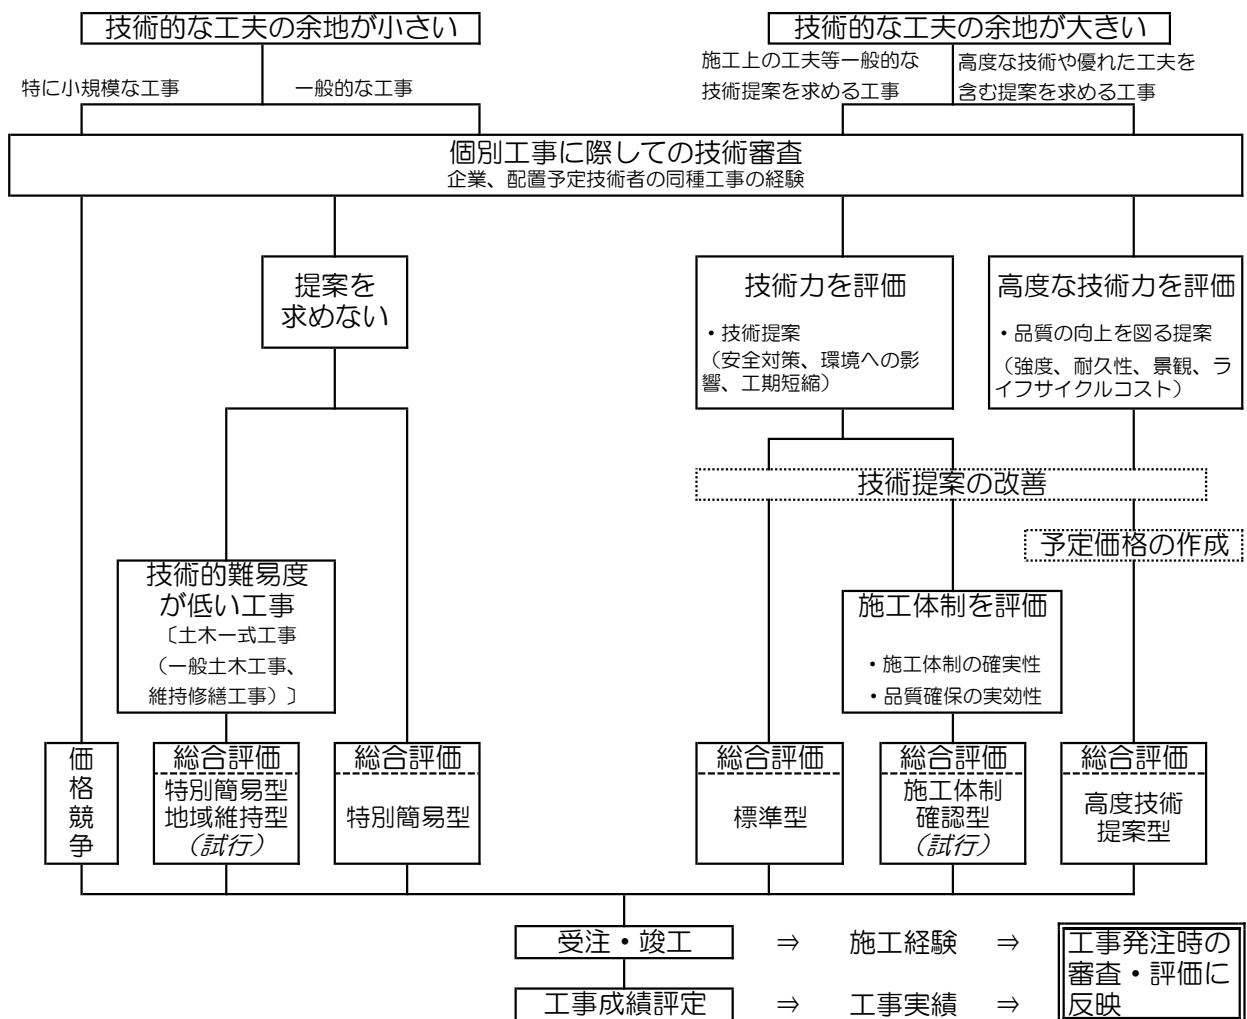 技術的な工夫の余地が小さい
技術的な工夫の余地が大きい
特に小規模な工事
一般的な工事
施工上の工夫等一般的な
技術提案を求める工事
高度な技術や優れた工夫を
含む提案を求める工事
個別工事に際しての技術審査
企業、配置予定技術者の同種工事の経験
提案を
求めない
技術力を評価
・技術提案
（安全対策、環境への影
響、工期短縮）
高度な技術力を評価
・品質の向上を図る提案
（強度、耐久性、景観、ラ
イフサイクルコスト）
技術提案の改善
予定価格の作成
技術的難易度
が低い工事
〔土木一式工事
（一般土木工事、
維持修繕工事）〕
施工体制を評価
・施工体制の確実性
・品質確保の実効性
価格競争
総合評価
特別簡易型
地域維持型
（試行）
総合評価
特別簡易型
総合評価
標準型
総合評価
施工体制
確認型
（試行）
総合評価
高度技術
提案型
受注・竣工 ⇒ 施工経験 ⇒
工事成績評定 ⇒ 工事実績 ⇒
工事発注時の
審査・評価に
反映